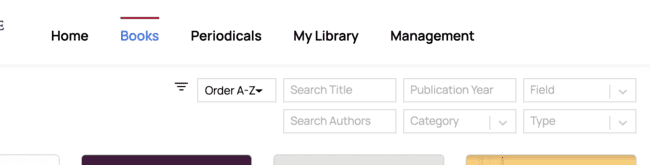 E
Home Books Periodicals My Library Management
Order A-Z Search Title Publication Year Field
Search Authors Category Type